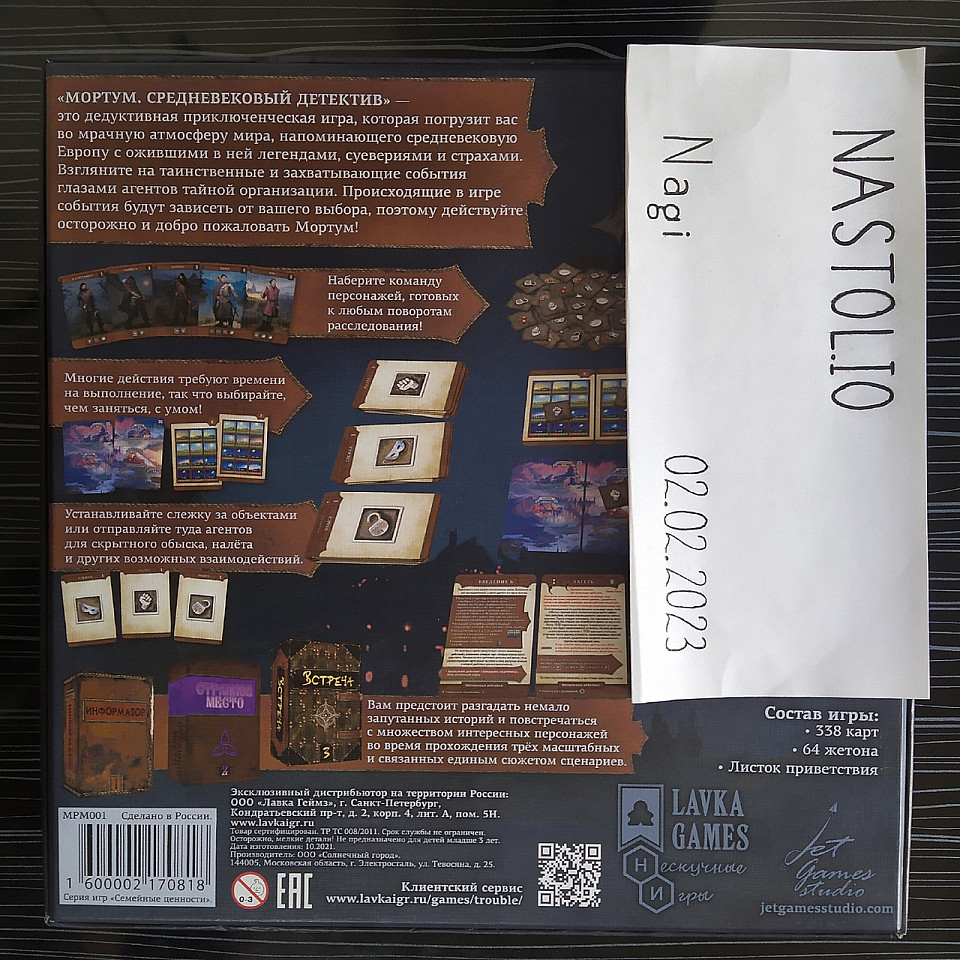 «МОРТУМ. СРЕДНЕВЕКОВЫЙ ДЕТЕКТИВ» —
это дедуктивная приключенческая игра, которая погрузит вас
во мрачную атмосферу мира, напоминающего средневековую
Европу с ожившими в ней легендами, суевериями и страхами.
Взгляните на таинственные и захватывающие события
глазами агентов тайной организации. Происходящие в игре
события будут зависеть от вашего выбора, поэтому действуйте
осторожно и добро пожаловать Мортум!
Наберите команду
персонажей, готовых
к любым поворотам
расследования!
Многие действия требуют времени
на выполнение, так что выбирайте,
чем заняться, с умом!
Устанавливайте слежку за объектами
или отправляйте туда агентов
для скрытного обыска, налёта
и других возможных взаимодействий.
ИНФОРМАТОР
СТРАННОЕ
МЕСТО
2
ВСТРЕЧА
3
Вам предстоит разгадать немало
запутанных историй и повстречаться
с множеством интересных персонажей
во время прохождения трёх масштабных
и связанных единым сюжетом сценариев.
NASTOL.IO
Nagi
02.02.2023
Состав игры:
• 338 карт
• 64 жетона
• Листок приветствия
MPM001 Сделано в России.
1 600002 170818
Серия игр «Семейные ценности».
Эксклюзивный дистрибьютор на территории России:
ООО «Лавка Геймз», г. Санкт-Петербург,
Кондратьевский пр-т, д. 2, корп. 4, лит. А, пом. 5Н.
www.lavkaigr.ru
Товар сертифицирован. ТР ТС 008/2011. Срок службы не ограничен.
Осторожно, мелкие детали! Не предназначено для детей младше 3 лет.
Дата изготовления: 10.2021.
Производитель: ООО «Солнечный город».
144005, Московская область, г. Электросталь, ул. Тевосяна, д. 25.
0-3
EAC
Клиентский сервис
www.lavkaigr.ru/games/trouble/
LAVKA
GAMES
Нескучные
Игры
Jet
Games
studio
jetgamesstudio.com